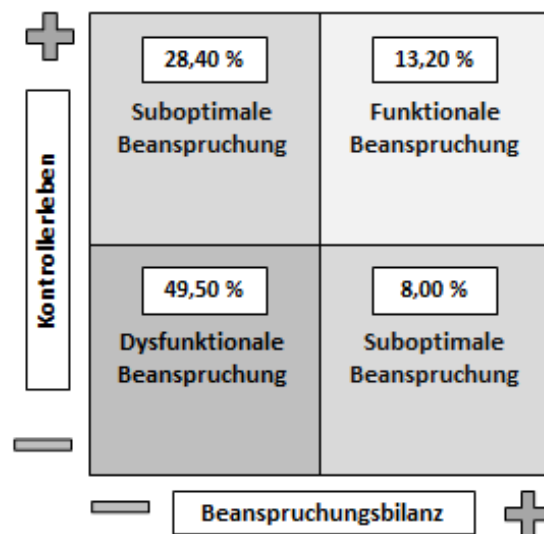 28,40 %
Suboptimale
Beanspruchung
13,20 %
Funktionale
Beanspruchung
Kontrollerleben
49,50 %
Dysfunktionale
Beanspruchung
8,00 %
Suboptimale
Beanspruchung
Beanspruchungsbilanz